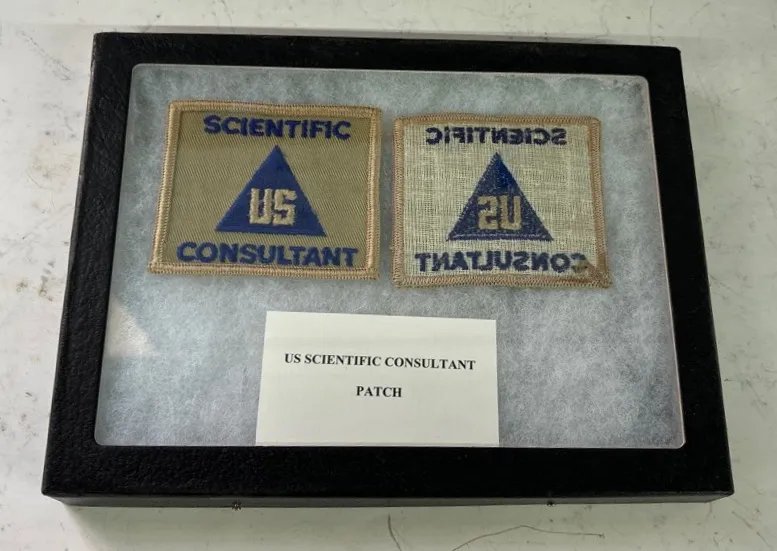 SCIENTIFIC
US
CONSULTANT
SCIENTIFIC
US
CONSULTANT
US SCIENTIFIC CONSULTANT
PATCH